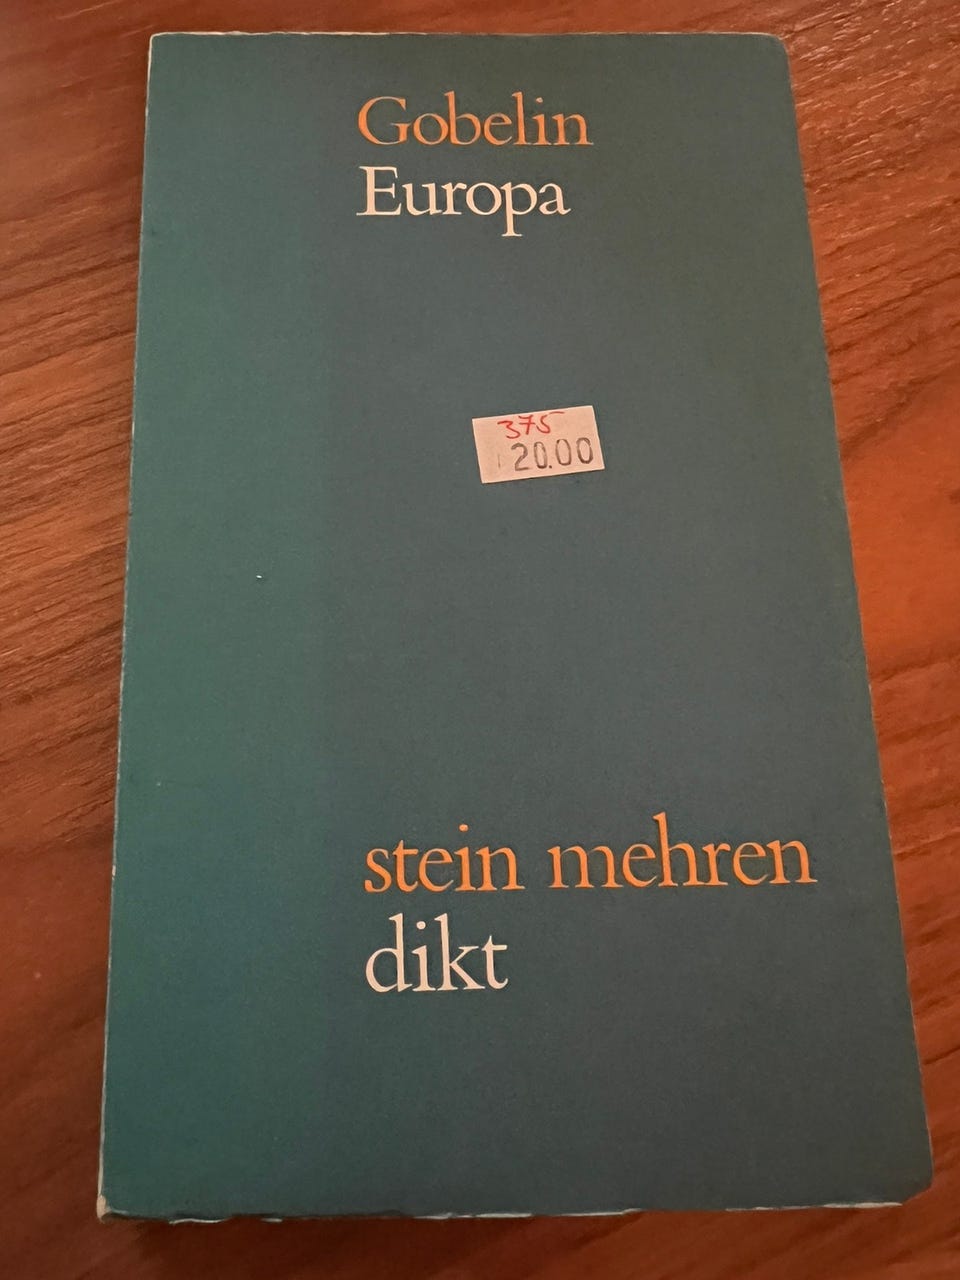 Gobelin
Europa
375
20.00
stein mehren
dikt